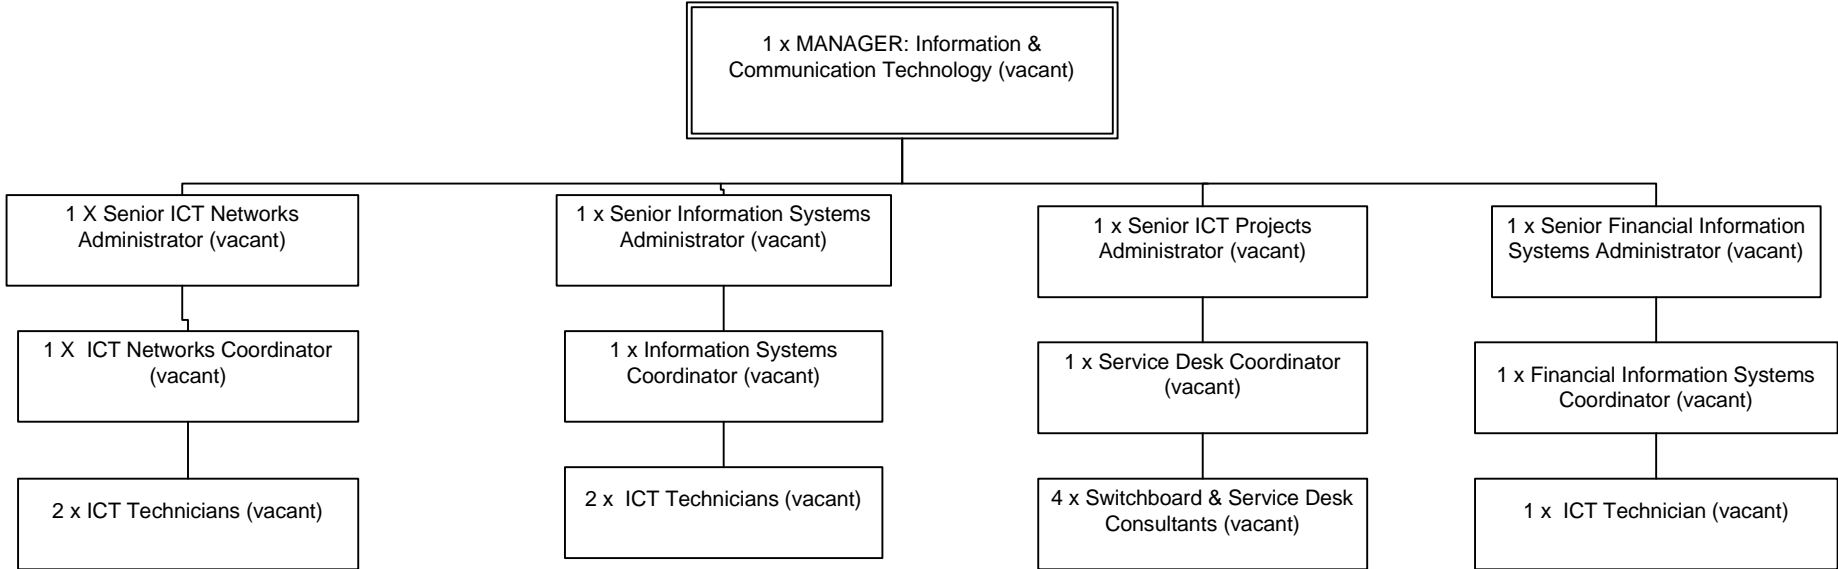 1 x MANAGER: Information &
Communication Technology (vacant)
1 X Senior ICT Networks
Administrator (vacant)
1 x Senior Information Systems
Administrator (vacant)
1 x Senior ICT Projects
Administrator (vacant)
1 x Senior Financial Information
Systems Administrator (vacant)
1 X  ICT Networks Coordinator
(vacant)
1 x Information Systems
Coordinator (vacant)
1 x Service Desk Coordinator
(vacant)
1 x Financial Information Systems
Coordinator (vacant)
2 x ICT Technicians (vacant)
2 x  ICT Technicians (vacant)
4 x Switchboard & Service Desk
Consultants (vacant)
1 x  ICT Technician (vacant)